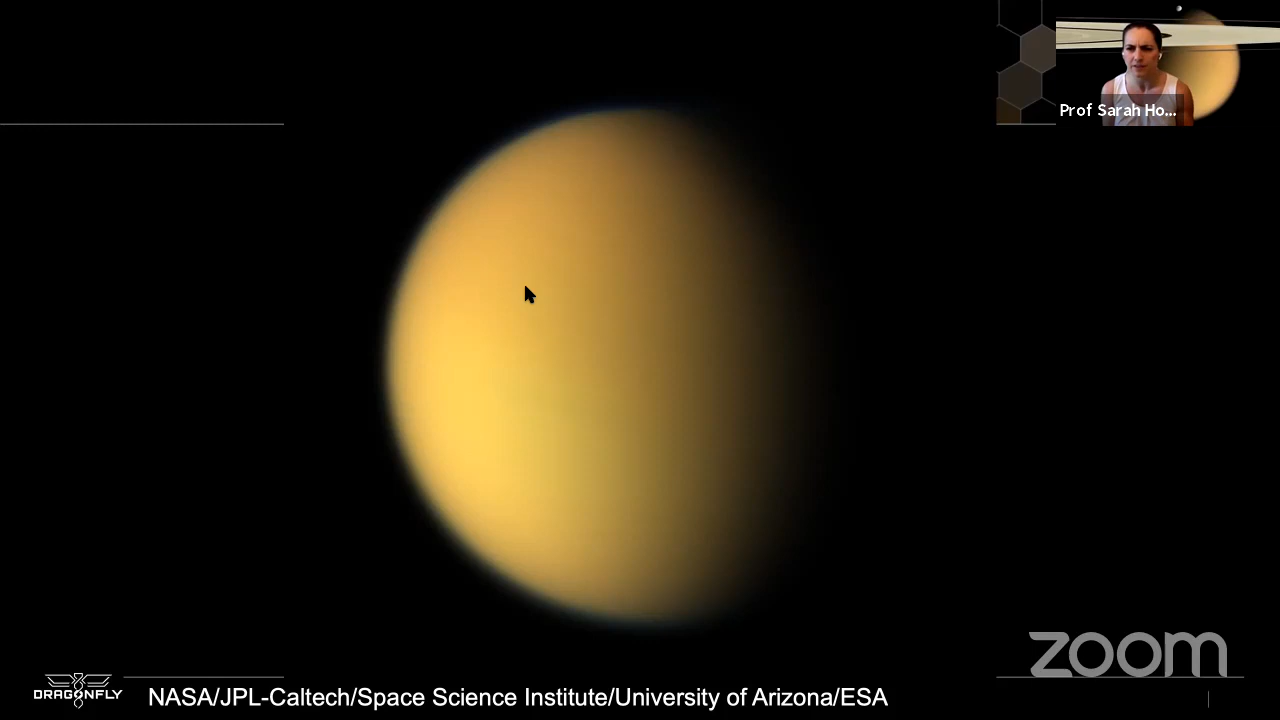 Prof Sarah Ho...
zoom
DRAGONFLY
NASA/JPL-Caltech/Space Science Institute/University of Arizona/ESA